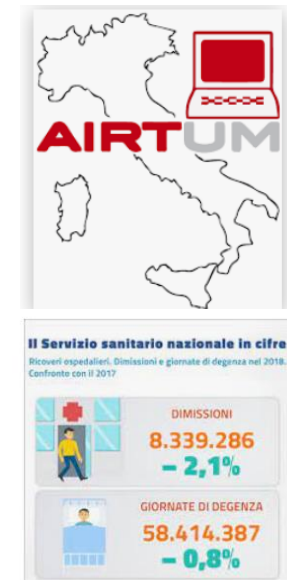 AIRTUM
Il Servizio sanitario nazionale in cifre
Ricoveri ospedalieri. Dimissioni e giornate di degenza nel 2018.
Confronto con il 2017
DIMISSIONI
8.339.286
– 2,1%
GIORNATE DI DEGENZA
58.414.387
– 0,8%